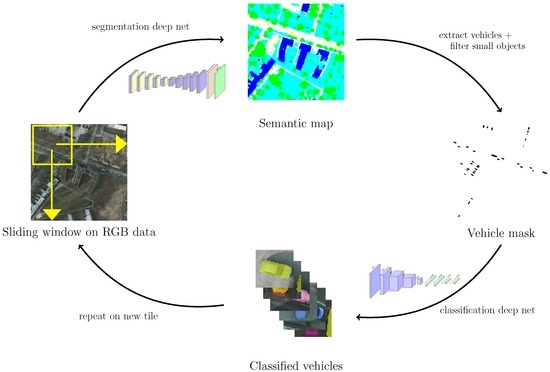 segmentation deep net
extract vehicles +
filter small objects
Semantic map
Sliding window on RGB data
Vehicle mask
classification deep net
repeat on new tile
Classified vehicles